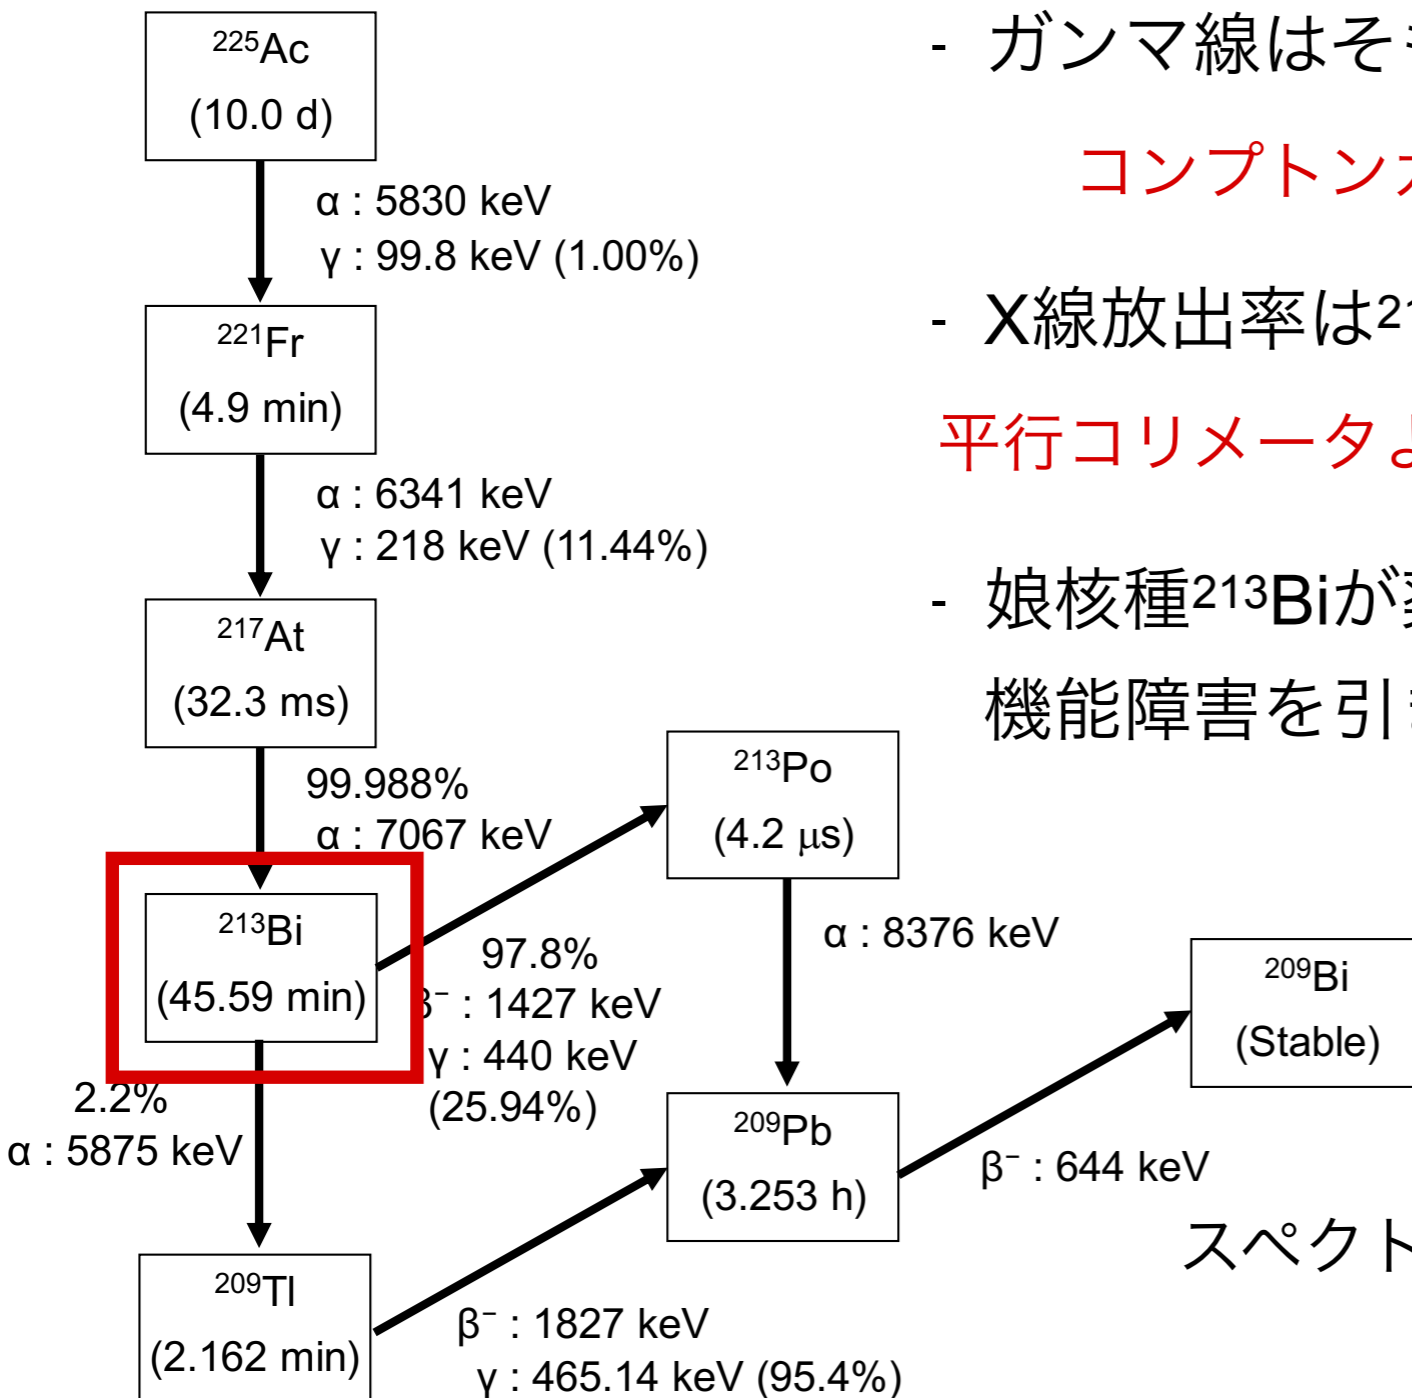 ²²⁵Ac
(10.0 d)
α : 5830 keV
γ : 99.8 keV (1.00%)
²²¹Fr
(4.9 min)
α : 6341 keV
γ : 218 keV (11.44%)
²¹⁷At
(32.3 ms)
99.988%
α : 7067 keV
²¹³Bi
(45.59 min)
97.8%
β⁻ : 1427 keV
γ : 440 keV
(25.94%)
2.2%
α : 5875 keV
²¹³Po
(4.2 μs)
α : 8376 keV
²⁰⁹Pb
(3.253 h)
β⁻ : 644 keV
²⁰⁹Bi
(Stable)
²⁰⁹Tl
(2.162 min)
β⁻ : 1827 keV
γ : 465.14 keV (95.4%)
- ガンマ線はそ
コンプトン
- X線放出率は²
平行コリメータ
- 娘核種²¹³Biが
機能障害を引
スペクト